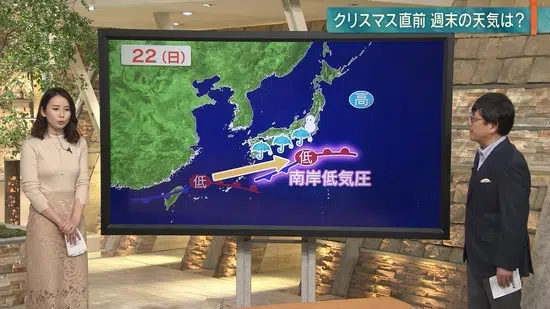 クリスマス直前 週末の天気は?
22(日)
高
低
低
南岸低気圧